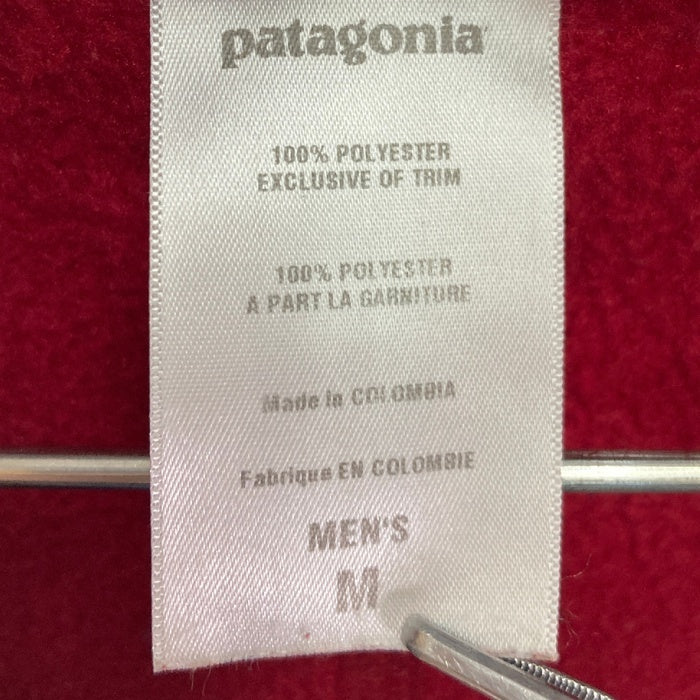 patagonia
100% POLYESTER
EXCLUSIVE OF TRIM
100% POLYESTER
A PART LA GARNITURE
Made in COLOMBIA
Fabrique EN COLOMBIE
MEN'S
M